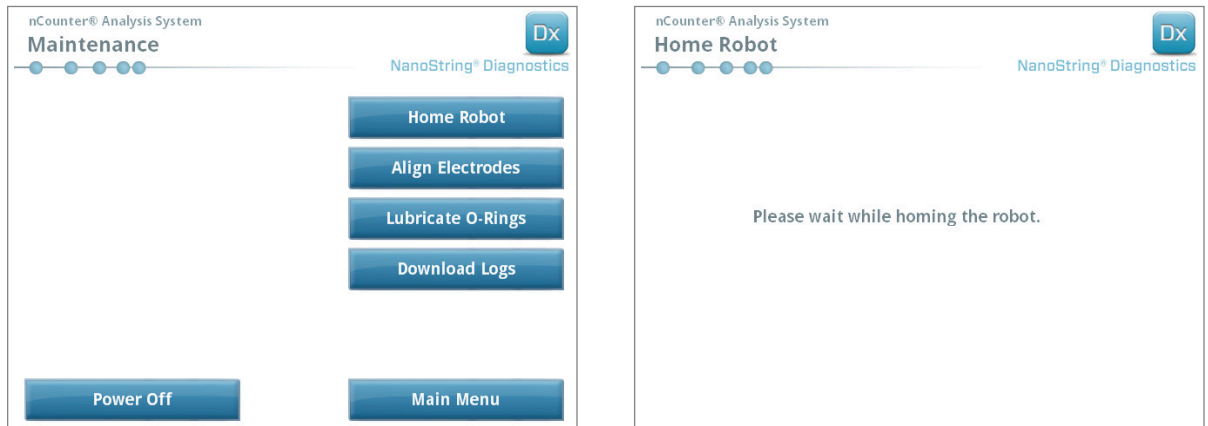 nCounter® Analysis System
Maintenance
Dx
NanoString® Diagnostics
Home Robot
Align Electrodes
Lubricate O-Rings
Download Logs
Power Off
Main Menu
nCounter® Analysis System
Home Robot
Dx
NanoString® Diagnostics
Please wait while homing the robot.